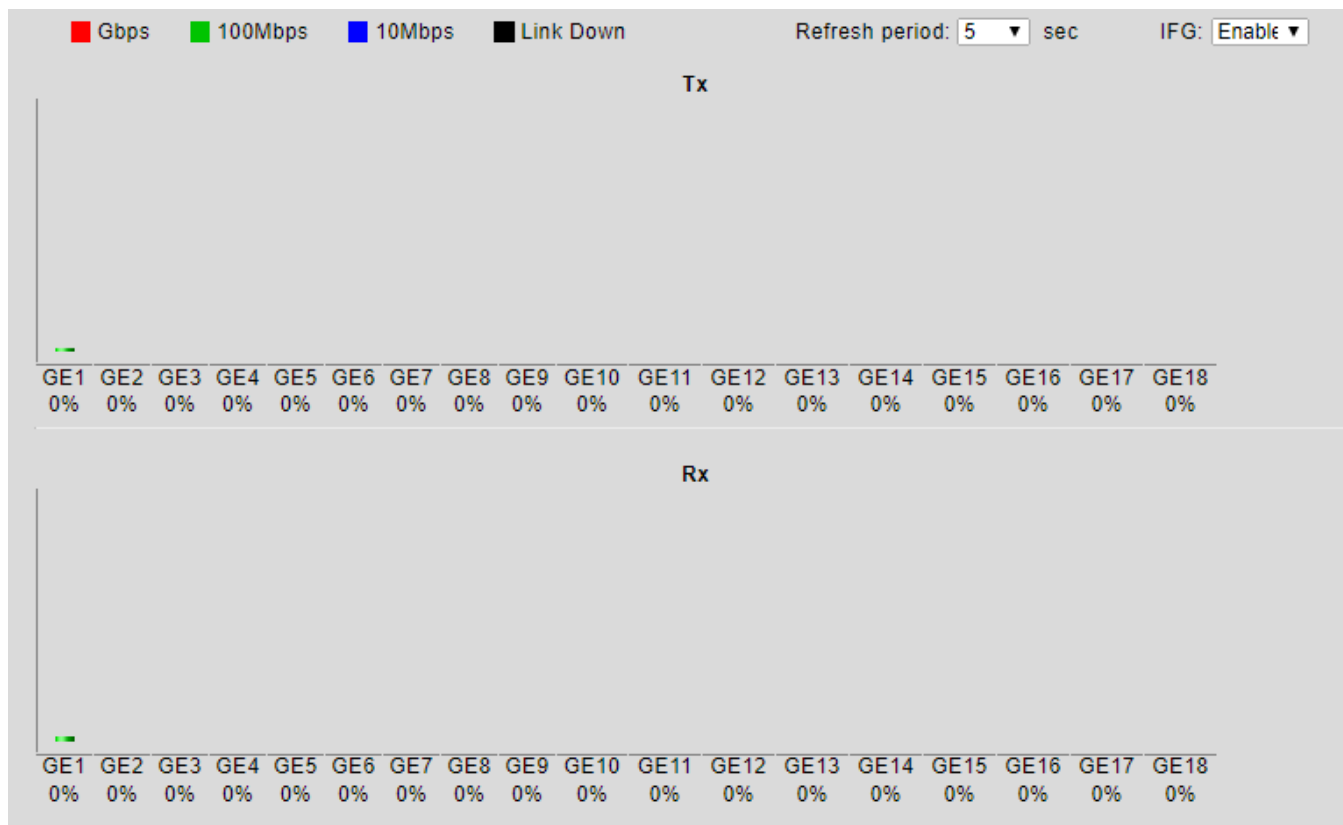 Gbps 100Mbps 10Mbps Link Down Refresh period: 5 sec IFG: Enable
Tx
GE1 GE2 GE3 GE4 GE5 GE6 GE7 GE8 GE9 GE10 GE11 GE12 GE13 GE14 GE15 GE16 GE17 GE18
0% 0% 0% 0% 0% 0% 0% 0% 0% 0% 0% 0% 0% 0% 0% 0% 0% 0%
Rx
GE1 GE2 GE3 GE4 GE5 GE6 GE7 GE8 GE9 GE10 GE11 GE12 GE13 GE14 GE15 GE16 GE17 GE18
0% 0% 0% 0% 0% 0% 0% 0% 0% 0% 0% 0% 0% 0% 0% 0% 0% 0%